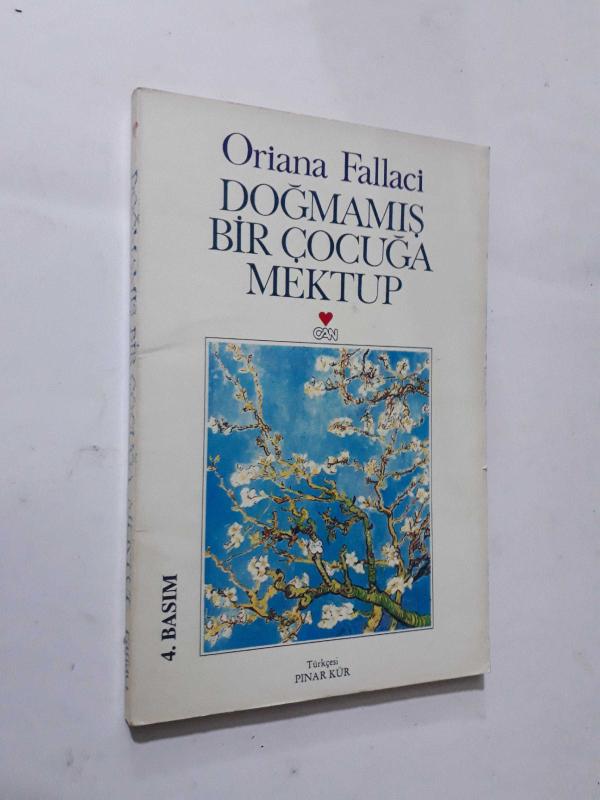 Oriana Fallaci
DOĞMAMIŞ
BİR ÇOCUĞA
MEKTUP
CAN
4. BASIM
Türkçesi
PINAR KÜR